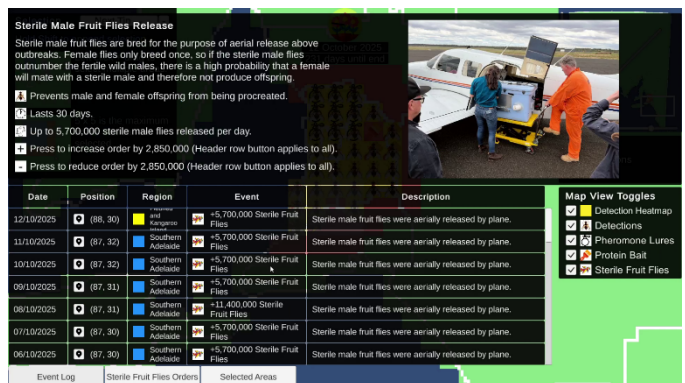 Sterile Male Fruit Flies Release
Sterile male fruit flies are bred for the purpose of aerial release above
outbreaks. Female flies only breed once, so if the sterile male flies
outnumber the fertile wild males, there is a high probability that a female
will mate with a sterile male and therefore not produce offspring.
Prevents male and female offspring from being procreated.
Lasts 30 days.
Up to 5,700,000 sterile male flies released per day.
+ Press to increase order by 2,850,000 (Header row button applies to all).
- Press to reduce order by 2,850,000 (Header row button applies to all).
October 2025
days until end
Date Position Region Event Description
12/10/2025 (88, 30) and Kangaroo +5,700,000 Sterile Fruit Flies Sterile male fruit flies were aerially released by plane.
11/10/2025 (87, 32) Southern Adelaide +5,700,000 Sterile Fruit Flies Sterile male fruit flies were aerially released by plane.
10/10/2025 (87, 32) Southern Adelaide +5,700,000 Sterile Fruit Flies Sterile male fruit flies were aerially released by plane.
09/10/2025 (87, 31) Southern Adelaide +5,700,000 Sterile Fruit Flies Sterile male fruit flies were aerially released by plane.
08/10/2025 (87, 31) Southern Adelaide +11,400,000 Sterile Fruit Flies Sterile male fruit flies were aerially released by plane.
07/10/2025 (87, 30) Southern Adelaide +5,700,000 Sterile Fruit Flies Sterile male fruit flies were aerially released by plane.
06/10/2025 (87, 30) Southern Adelaide +5,700,000 Sterile Fruit Flies Sterile male fruit flies were aerially released by plane.
Map View Toggles
Detection Heatmap
Detections
Pheromone Lures
Protein Bait
Sterile Fruit Flies
Event Log Sterile Fruit Flies Orders Selected Areas